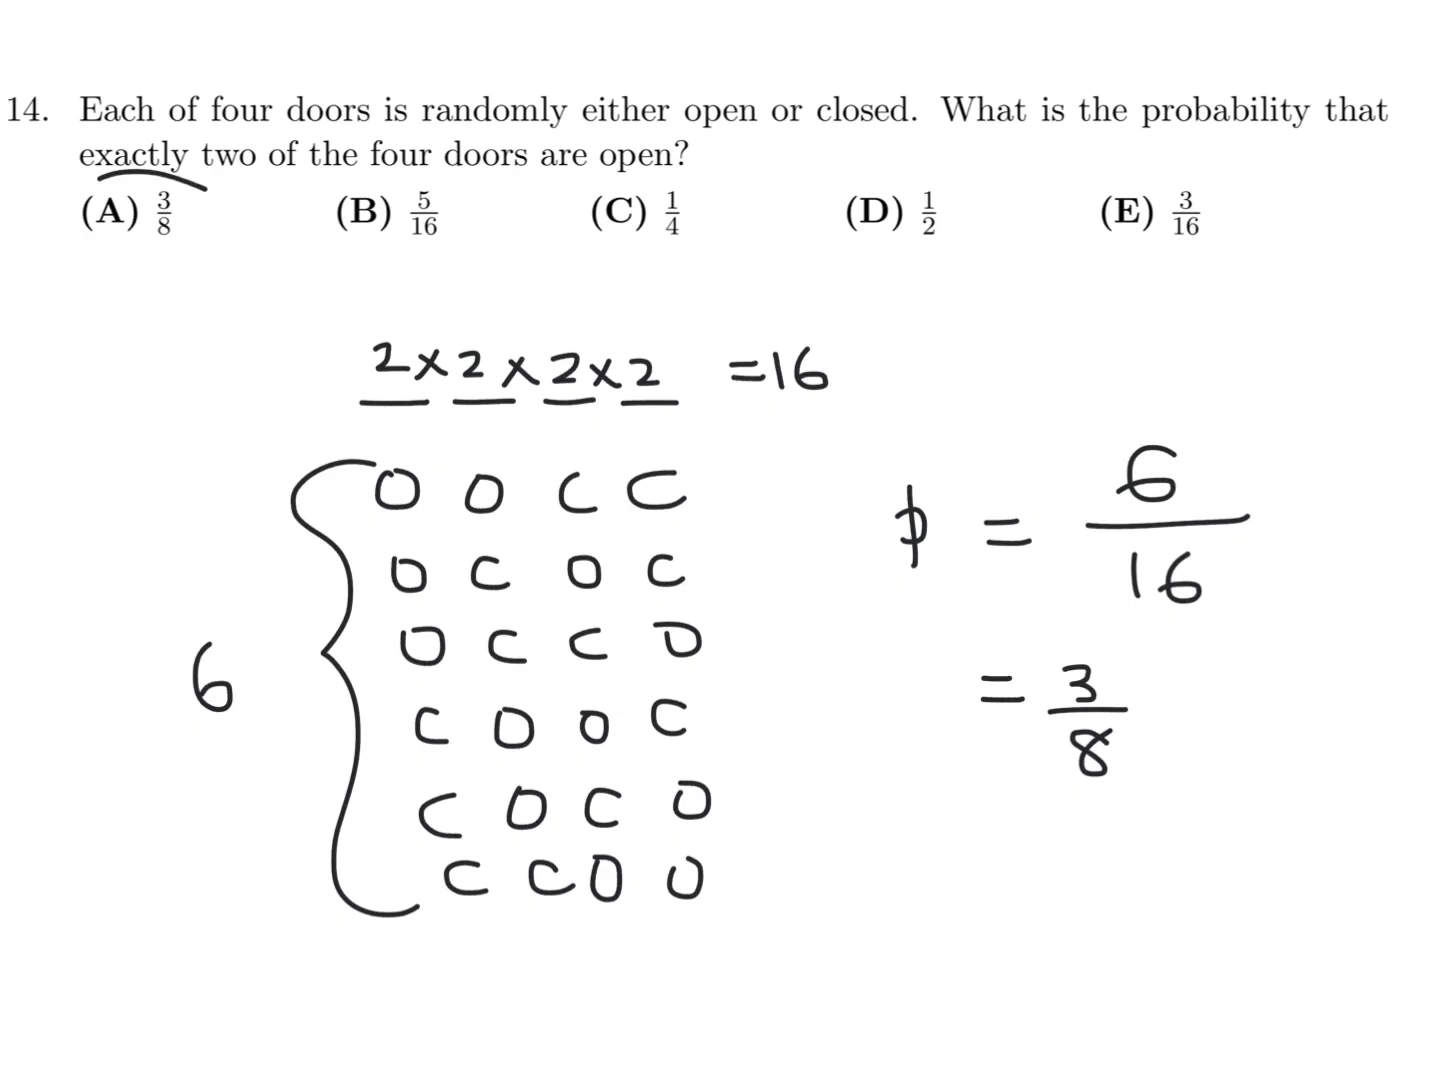 14. Each of four doors is randomly either open or closed. What is the probability that
exactly two of the four doors are open?
(A) 3/8 (B) 5/16 (C) 1/4 (D) 1/2 (E) 3/16
2 × 2 × 2 × 2 = 16
O O C C
O C O C
O C C O
C O O C
C O C O
C C O O
6
p = 6/16
= 3/8